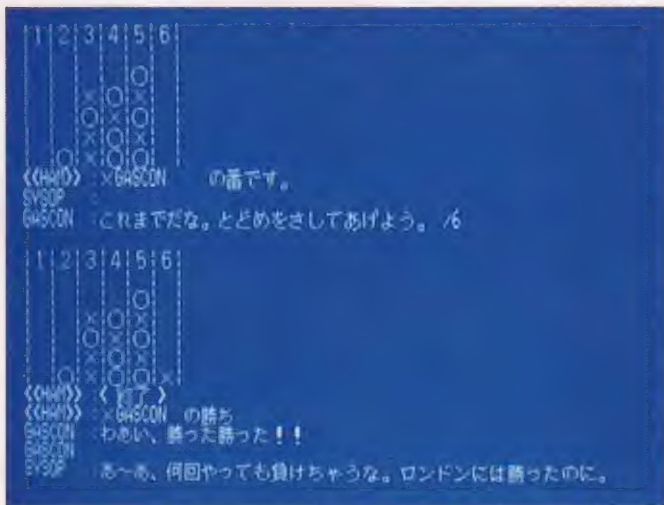 |1|2|3|4|5|6|
○
×○×
○×○
×○×
○×○○
《HAM》 :×GASCON の番です。
SYSOP :
GASCON :これまでだな。とどめをさしてあげよう。 /6
|1|2|3|4|5|6|
○
×○×
○×○
×○×
○×○○×
《HAM》 :< 終了 >
《HAM》 :×GASCON の勝ち
GASCON :わあい、勝った勝った!!
GASCON
SYSOP あ〜あ、何回やっても負けちゃうな。ロンドンには勝ったのに。